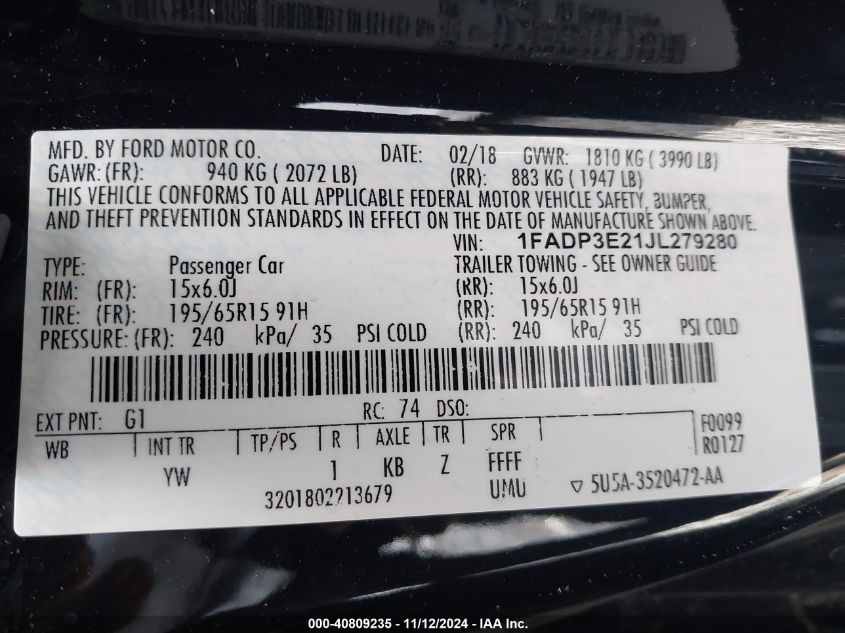 MFD. BY FORD MOTOR CO. DATE: 02/18 GVWR: 1810 KG ( 3990 LB)
GAWR: (FR): 940 KG ( 2072 LB) (RR): 883 KG ( 1947 LB)
THIS VEHICLE CONFORMS TO ALL APPLICABLE FEDERAL MOTOR VEHICLE SAFETY, BUMPER,
AND THEFT PREVENTION STANDARDS IN EFFECT ON THE DATE OF MANUFACTURE SHOWN ABOVE.
VIN: 1FADP3E21JL279280
TYPE: Passenger Car TRAILER TOWING - SEE OWNER GUIDE
RIM: (FR): 15x6.0J (RR): 15x6.0J
TIRE: (FR): 195/65R15 91H (RR): 195/65R15 91H
PRESSURE: (FR): 240 kPa/ 35 PSI COLD (RR): 240 kPa/ 35 PSI COLD
EXT PNT: G1 RC: 74 DSO: F0099
WB INT TR TP/PS R AXLE TR SPR R0127
YW 1 KB Z FFFF
3201802213679 UMU ▽ 5U5A-3520472-AA
000-40809235 - 11/12/2024 - IAA Inc.